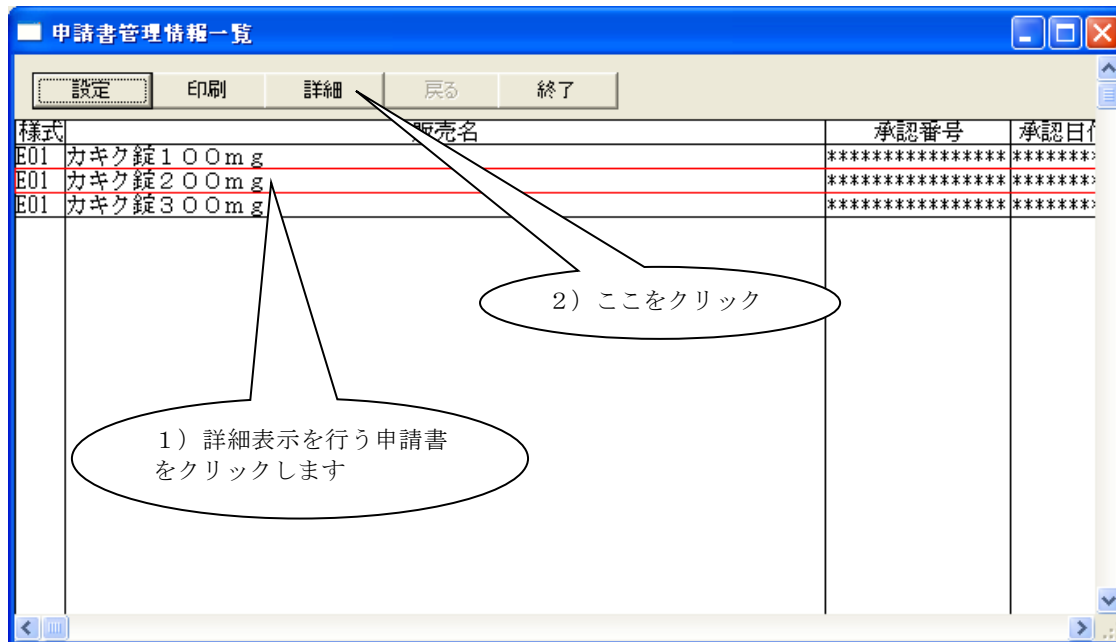 申請書管理情報一覧
設定 印刷 詳細 戻る 終了
様式 販売名 承認番号 承認日付
E01 カキク錠１００mg **************** *******
E01 カキク錠２００mg **************** *******
E01 カキク錠３００mg **************** *******
２）ここをクリック
１）詳細表示を行う申請書
をクリックします